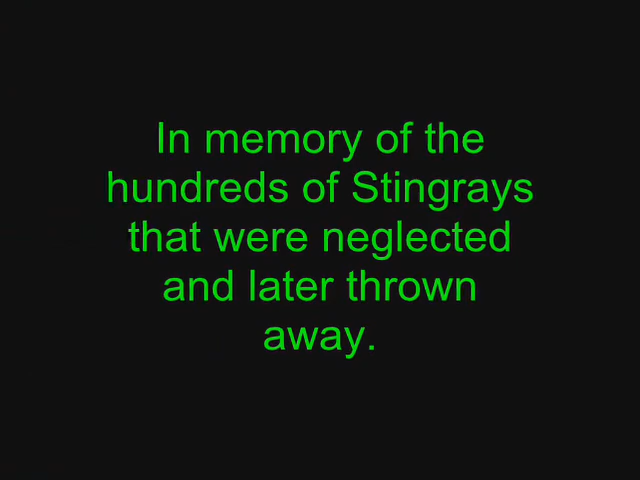 In memory of the
hundreds of Stingrays
that were neglected
and later thrown
away.